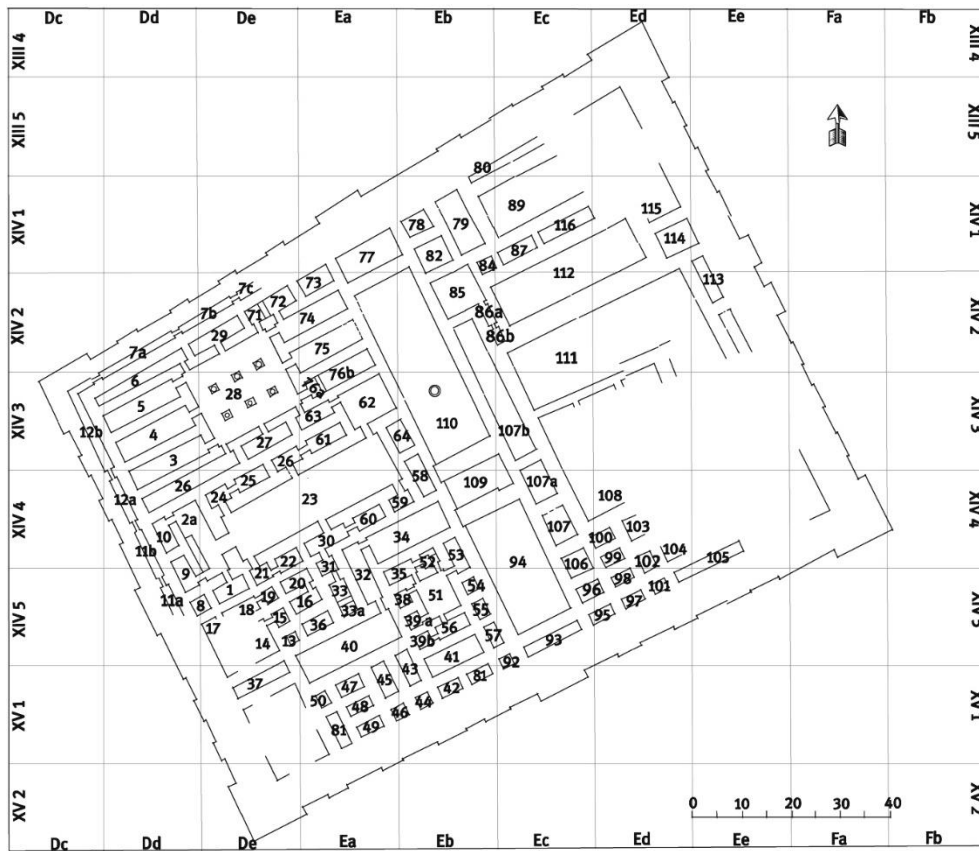 Dc Dd De Ea Eb Ec Ed Ee Fa Fb
XIII 4 XIII 4
XIII 5 80 XIII 5
XIV 1 78 79 89 116 115 XIV 1
77 82 87 114
84
7c 73 112 113
72 85
7b 71 74 86a
XIV 2 29 XIV 2
7a 75 86b
111
6 76b
28 76a
5 62
XIV 3 12b 4 63 110 XIV 3
27 61 64 107b
3 26
26 25 58 109 107a
12a 24 23 59 108
XIV 4 2a 60 107 103 XIV 4
10 30 34 100
11b 22 53 99 104
31 52 94 106 102 105
9 21 32 35
1 20 33 54 96 98 101
11a 19 16 38 51
8 18 33a 55 95 97
XIV 5 17 15 36 39a 56 XIV 5
14 13 40 39b 57 93
41 92
37 47 45 43 42 81
XV 1 50 48 44 XV 1
81 49 46
XV 2 0 10 20 30 40 XV 2
Dc Dd De Ea Eb Ec Ed Ee Fa Fb